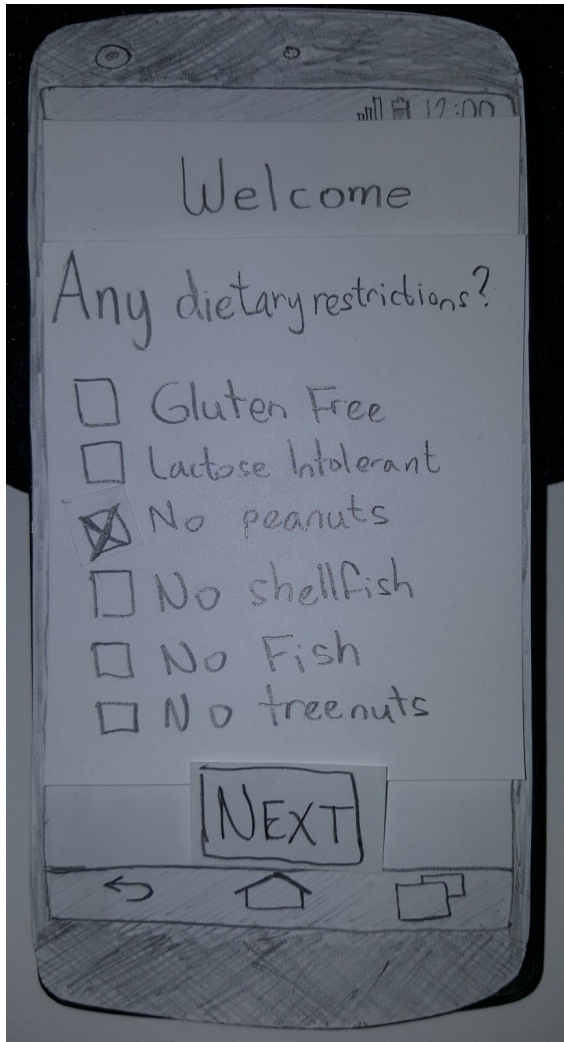 12:00
Welcome
Any dietary restrictions?
Gluten Free
Lactose Intolerant
No peanuts
No shellfish
No Fish
No treenuts
NEXT